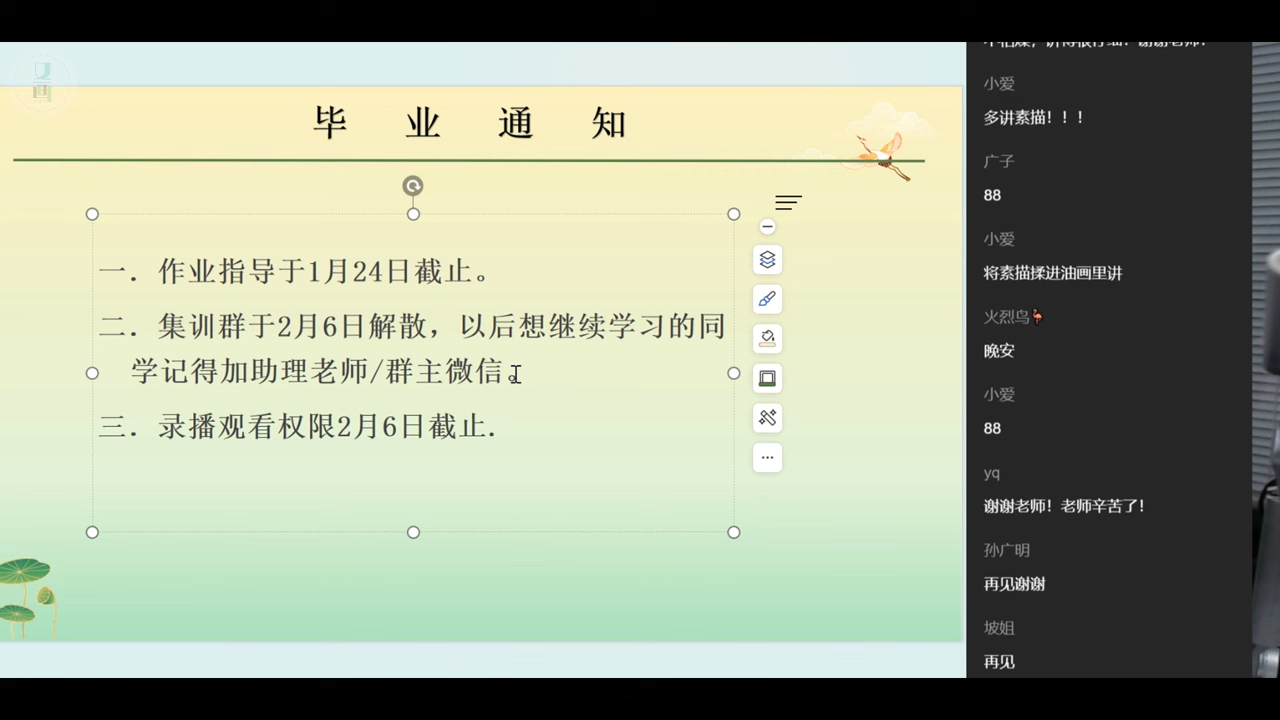 毕业通知
一．作业指导于1月24日截止。
二．集训群于2月6日解散，以后想继续学习的同
学记得加助理老师/群主微信。
三．录播观看权限2月6日截止.
小爱
多讲素描！！！
广子
88
小爱
将素描揉进油画里讲
火烈鸟🦩
晚安
小爱
88
yq
谢谢老师！老师辛苦了！
孙广明
再见谢谢
坡姐
再见